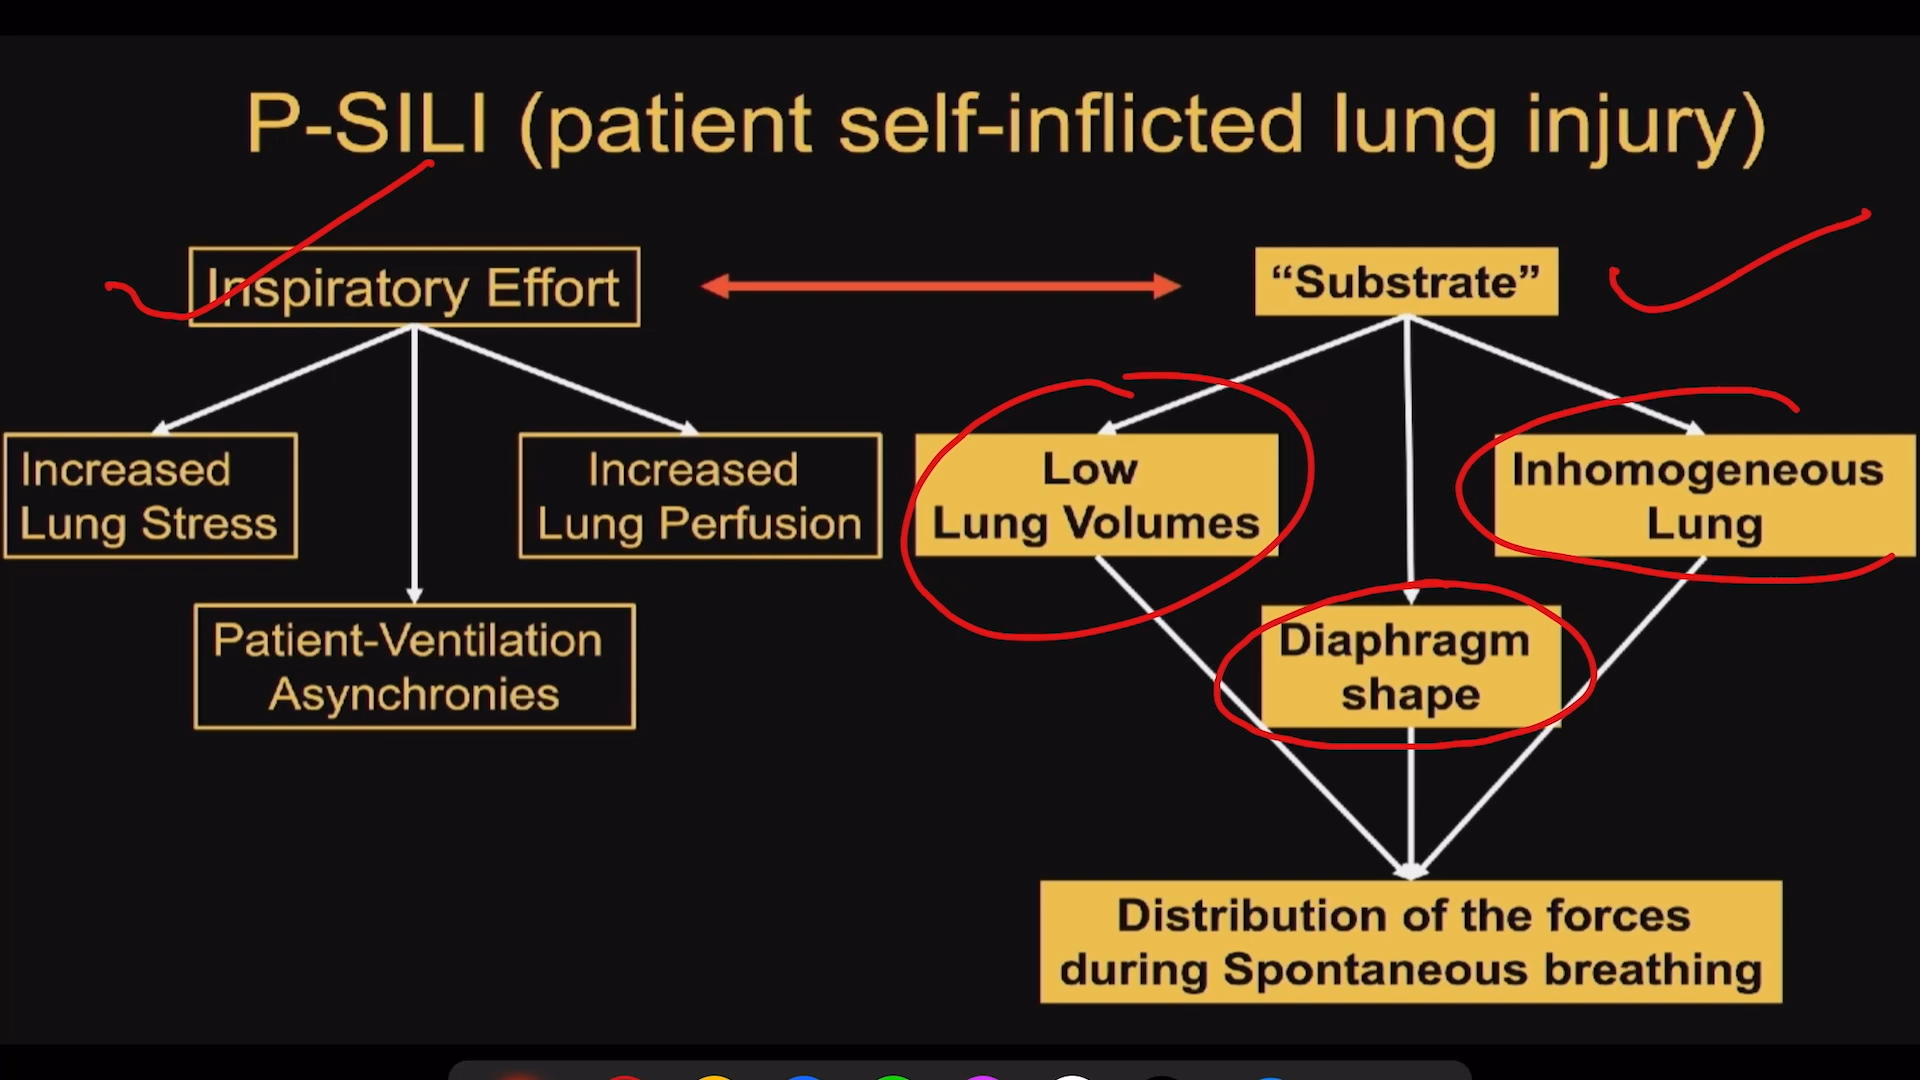 P-SILI (patient self-inflicted lung injury)
Inspiratory Effort
“Substrate”
Increased
Lung Stress
Increased
Lung Perfusion
Patient-Ventilation
Asynchronies
Low
Lung Volumes
Inhomogeneous
Lung
Diaphragm
shape
Distribution of the forces
during Spontaneous breathing